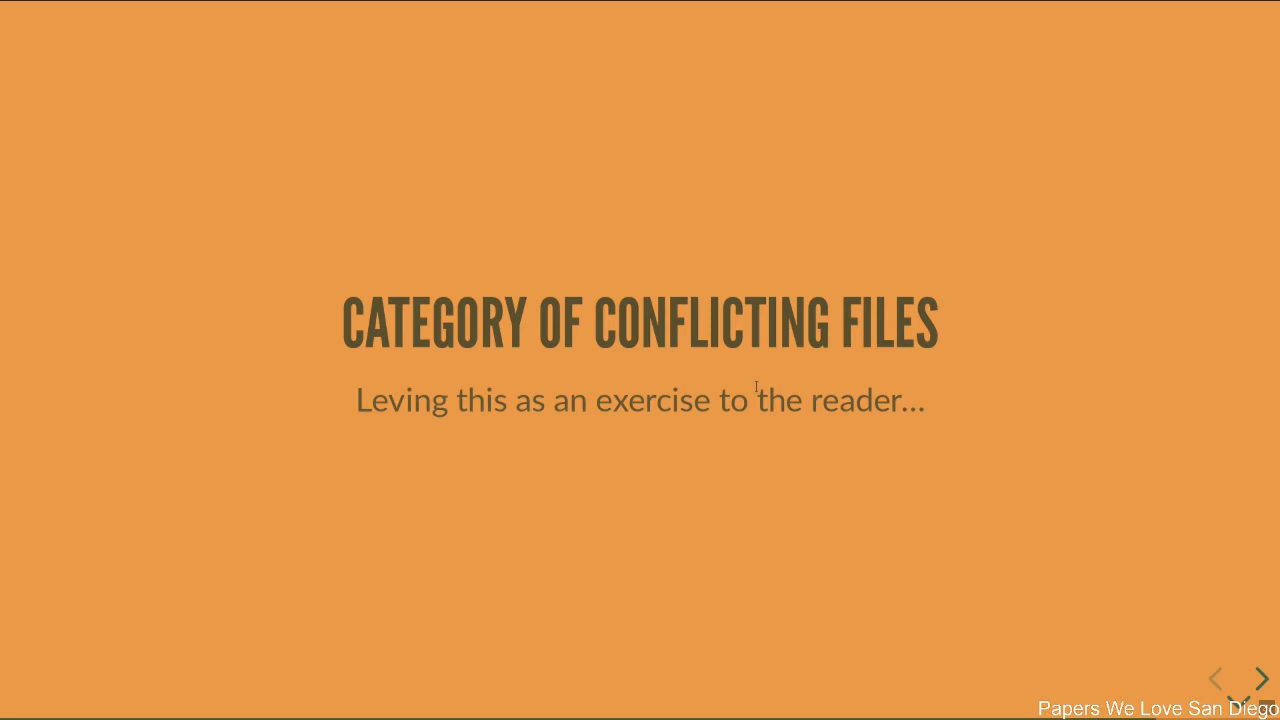 CATEGORY OF CONFLICTING FILES
Leving this as an exercise to the reader...
Papers We Love San Diego